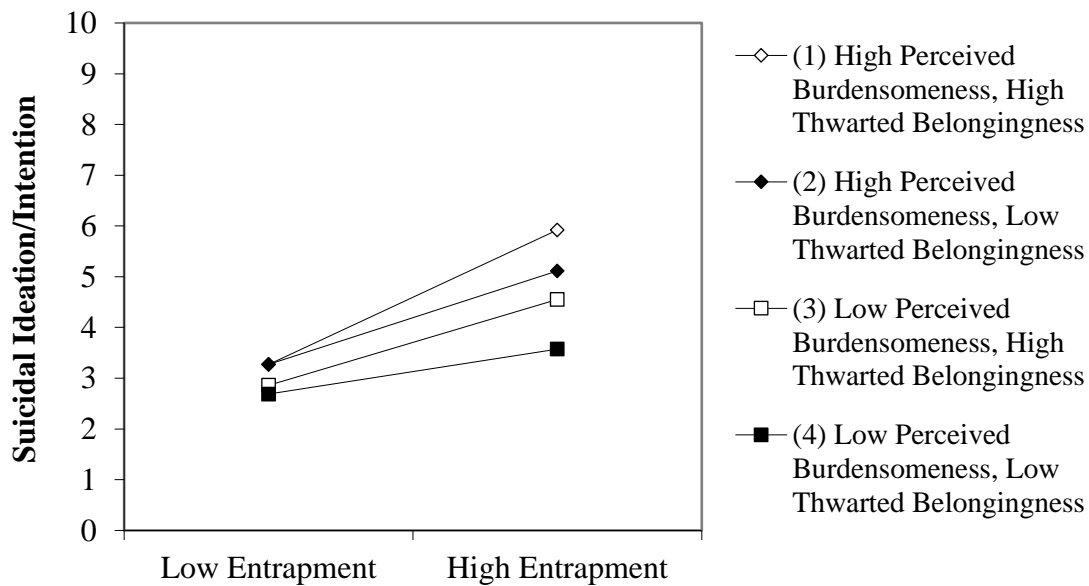 10
9
8
7
6
5
4
3
2
1
0
Suicidal Ideation/Intention
Low Entrapment
High Entrapment
(1) High Perceived
Burdensomeness, High
Thwarted Belongingness
(2) High Perceived
Burdensomeness, Low
Thwarted Belongingness
(3) Low Perceived
Burdensomeness, High
Thwarted Belongingness
(4) Low Perceived
Burdensomeness, Low
Thwarted Belongingness